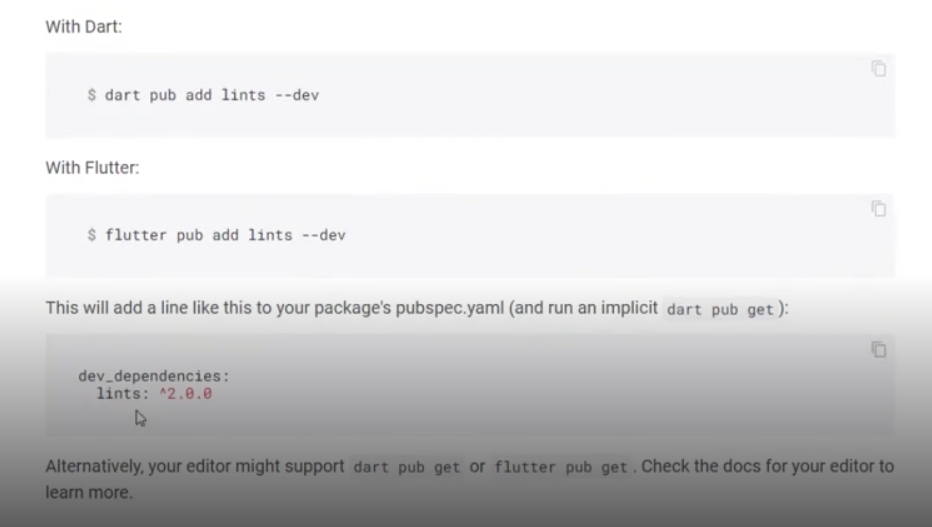 With Dart:
$ dart pub add lints --dev
With Flutter:
$ flutter pub add lints --dev
This will add a line like this to your package's pubspec.yaml (and run an implicit dart pub get ):
dev_dependencies:
  lints: ^2.0.0
Alternatively, your editor might support dart pub get or flutter pub get . Check the docs for your editor to
learn more.